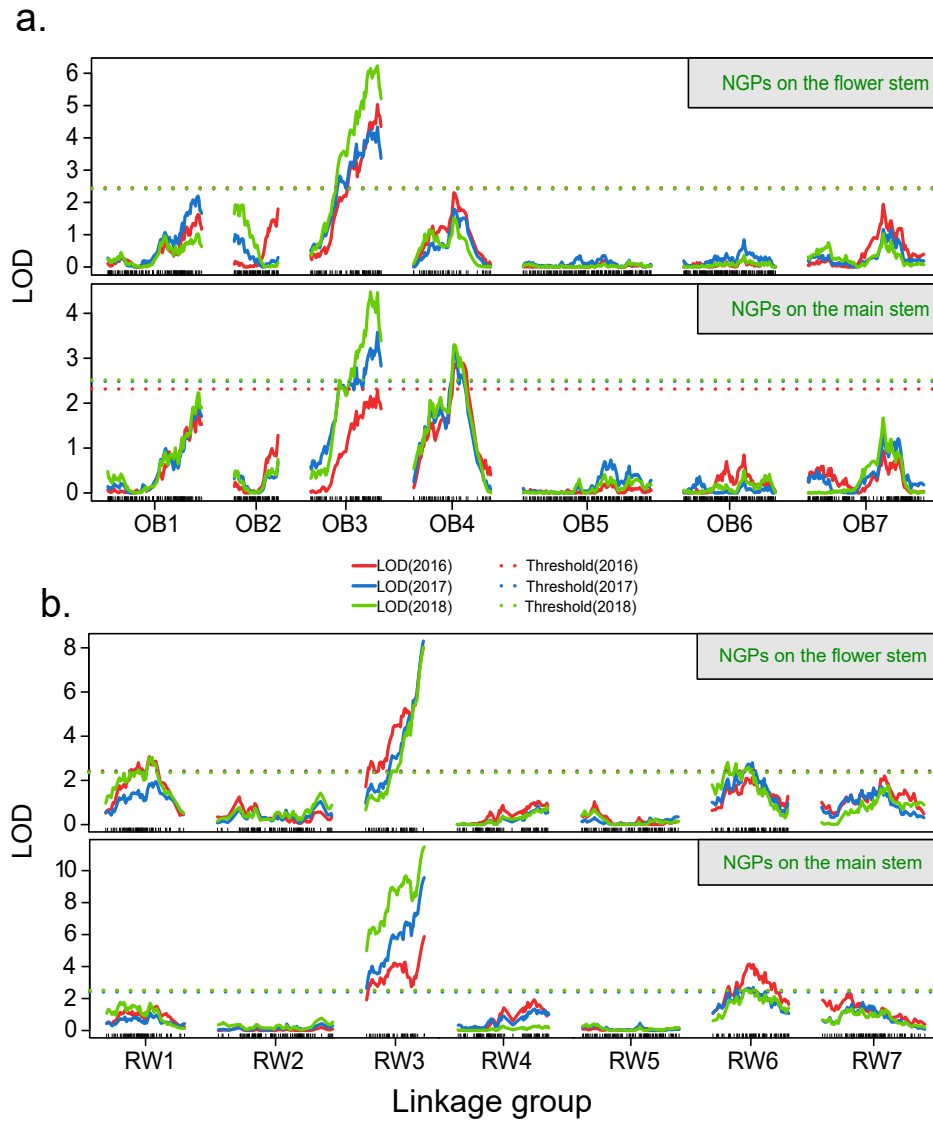 a.
NGPs on the flower stem
6
5
4
3
2
1
0
LOD
NGPs on the main stem
4
3
2
1
0
OB1 OB2 OB3 OB4 OB5 OB6 OB7
LOD(2016) Threshold(2016)
LOD(2017) Threshold(2017)
LOD(2018) Threshold(2018)
b.
NGPs on the flower stem
8
6
4
2
0
LOD
NGPs on the main stem
10
8
6
4
2
0
RW1 RW2 RW3 RW4 RW5 RW6 RW7
Linkage group